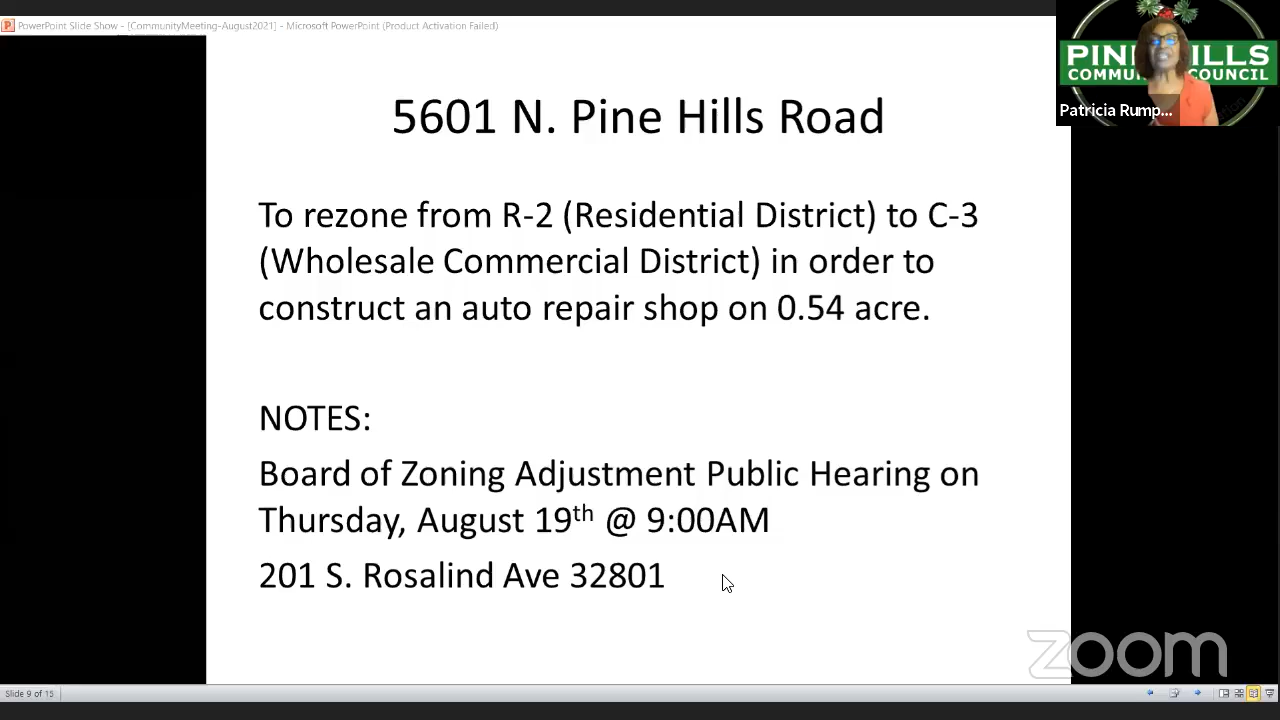 PowerPoint Slide Show - [CommunityMeeting-August2021] - Microsoft PowerPoint (Product Activation Failed)
PINE HILLS
COUNCIL
Patricia Rump...
5601 N. Pine Hills Road
To rezone from R-2 (Residential District) to C-3
(Wholesale Commercial District) in order to
construct an auto repair shop on 0.54 acre.
NOTES:
Board of Zoning Adjustment Public Hearing on
Thursday, August 19th @ 9:00AM
201 S. Rosalind Ave 32801
zoom
Slide 9 of 15